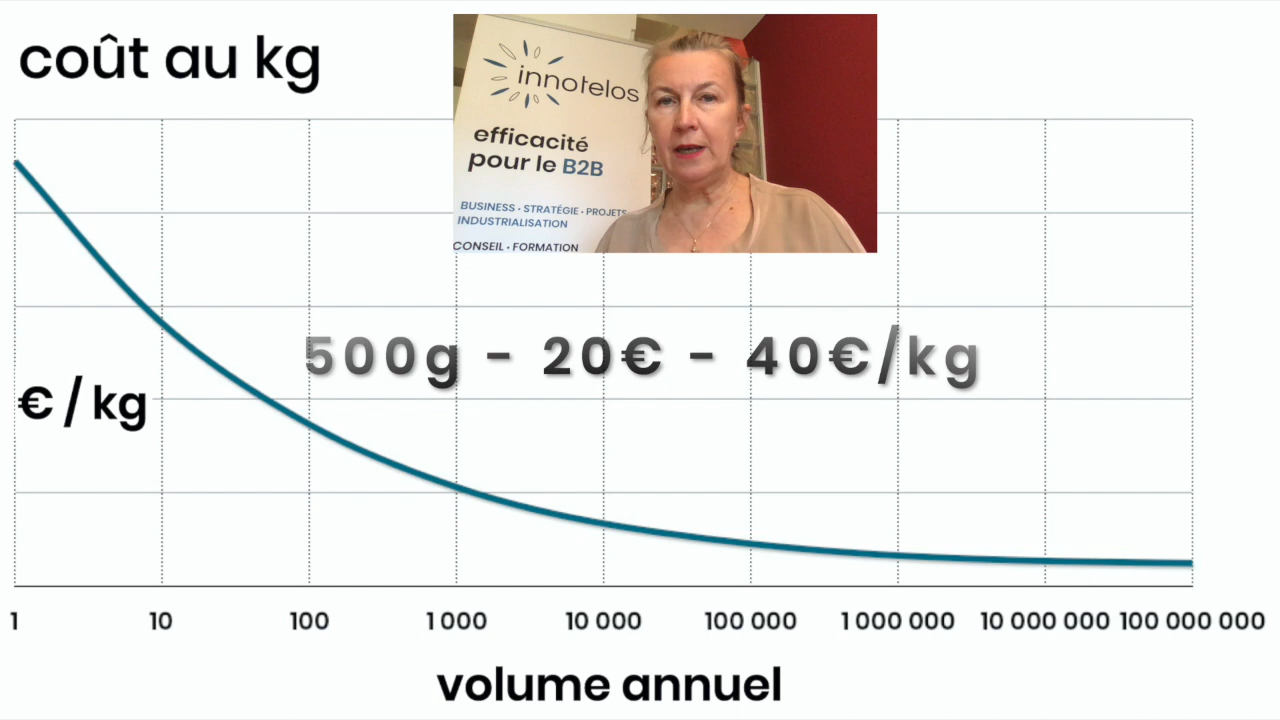 coût au kg
innotelos
efficacité
pour le B2B
BUSINESS • STRATÉGIE • PROJETS
INDUSTRIALISATION
CONSEIL • FORMATION
500g - 20€ - 40€/kg
€ / kg
1 10 100 1 000 10 000 100 000 1 000 000 10 000 000 100 000 000
volume annuel